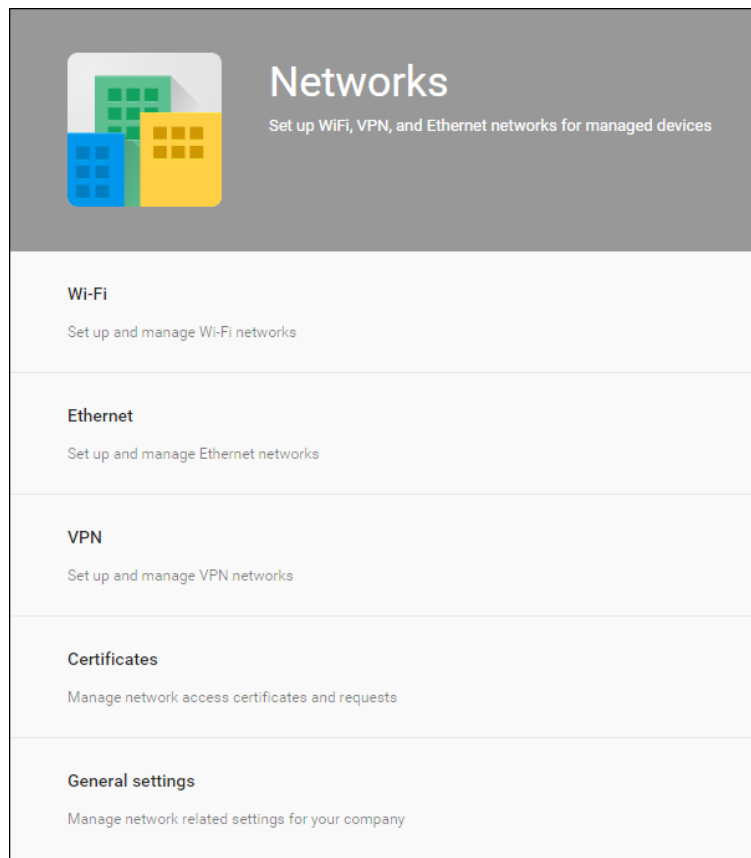 Networks
Set up WiFi, VPN, and Ethernet networks for managed devices
Wi-Fi
Set up and manage Wi-Fi networks
Ethernet
Set up and manage Ethernet networks
VPN
Set up and manage VPN networks
Certificates
Manage network access certificates and requests
General settings
Manage network related settings for your company